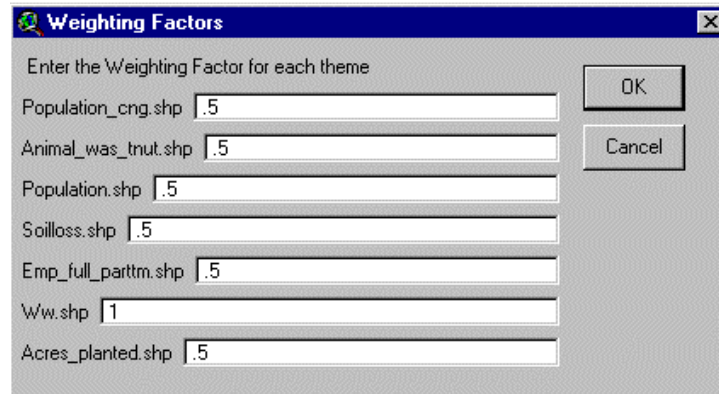 Weighting Factors
Enter the Weighting Factor for each theme
OK
Population_cng.shp .5
Animal_was_tnut.shp .5
Cancel
Population.shp .5
Soilloss.shp .5
Emp_full_parttm.shp .5
Ww.shp 1
Acres_planted.shp .5